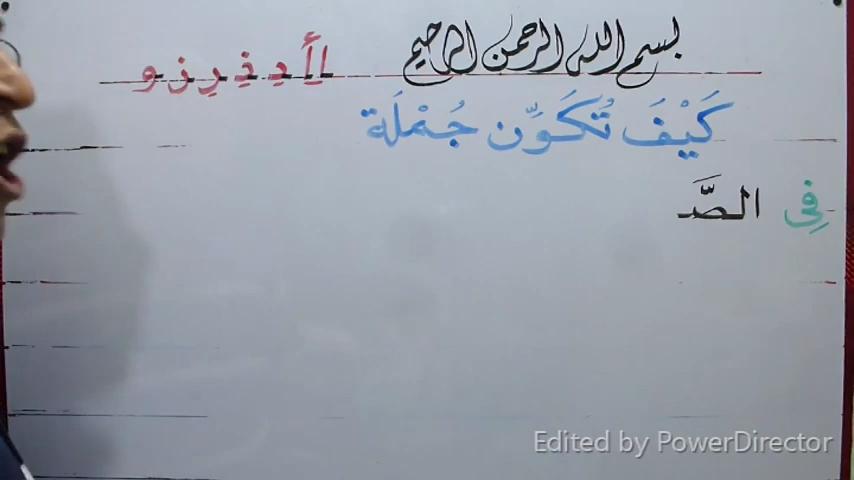 بسم الله الرحمن الرحيم
ا أ د ذ ر ز و
كَيْفَ تُكَوِّن جُمْلَة
فِى الصَّ
Edited by PowerDirector